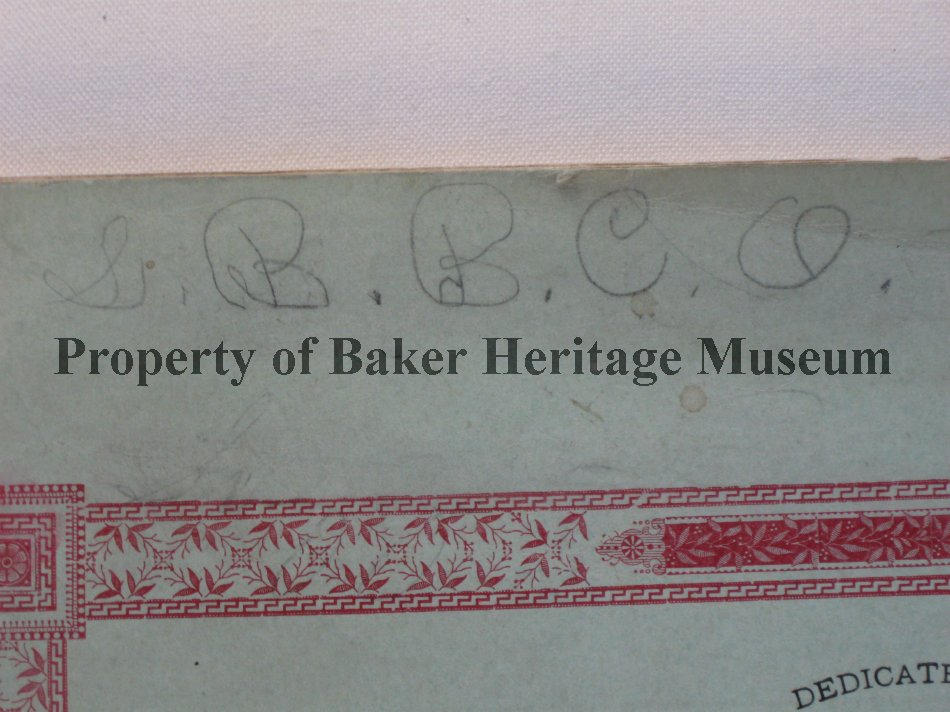 S. B. B. C. O.
Property of Baker Heritage Museum
DEDICATE